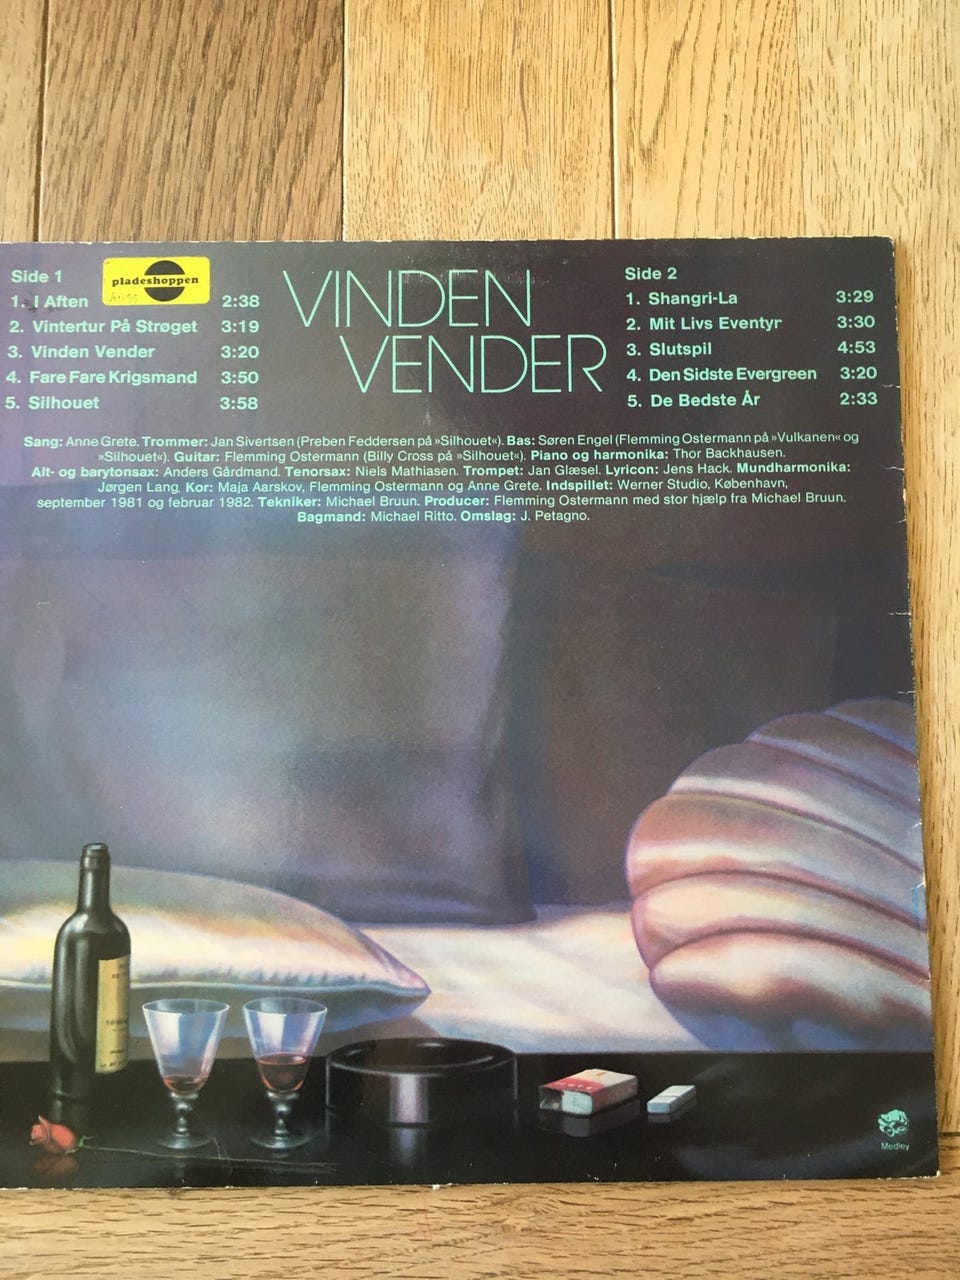 Side 1
pladeshoppen
1. I Aften 2:38
2. Vintertur På Strøget 3:19
3. Vinden Vender 3:20
4. Fare Fare Krigsmand 3:50
5. Silhouet 3:58
VINDEN
VENDER
Side 2
1. Shangri-La 3:29
2. Mit Livs Eventyr 3:30
3. Slutspil 4:53
4. Den Sidste Evergreen 3:20
5. De Bedste År 2:33
Sang: Anne Grete. Trommer: Jan Sivertsen (Preben Feddersen på »Silhouet«). Bas: Søren Engel (Flemming Ostermann på »Vulkanen« og
»Silhouet«). Guitar: Flemming Ostermann (Billy Cross på »Silhouet«). Piano og harmonika: Thor Backhausen.
Alt- og barytonsax: Anders Gårdmand. Tenorsax: Niels Mathiasen. Trompet: Jan Glæsel. Lyricon: Jens Hack. Mundharmonika:
Jørgen Lang. Kor: Maja Aarskov, Flemming Ostermann og Anne Grete. Indspillet: Werner Studio, København,
september 1981 og februar 1982. Tekniker: Michael Bruun. Producer: Flemming Ostermann med stor hjælp fra Michael Bruun.
Bagmand: Michael Ritto. Omslag: J. Petagno.
Medley